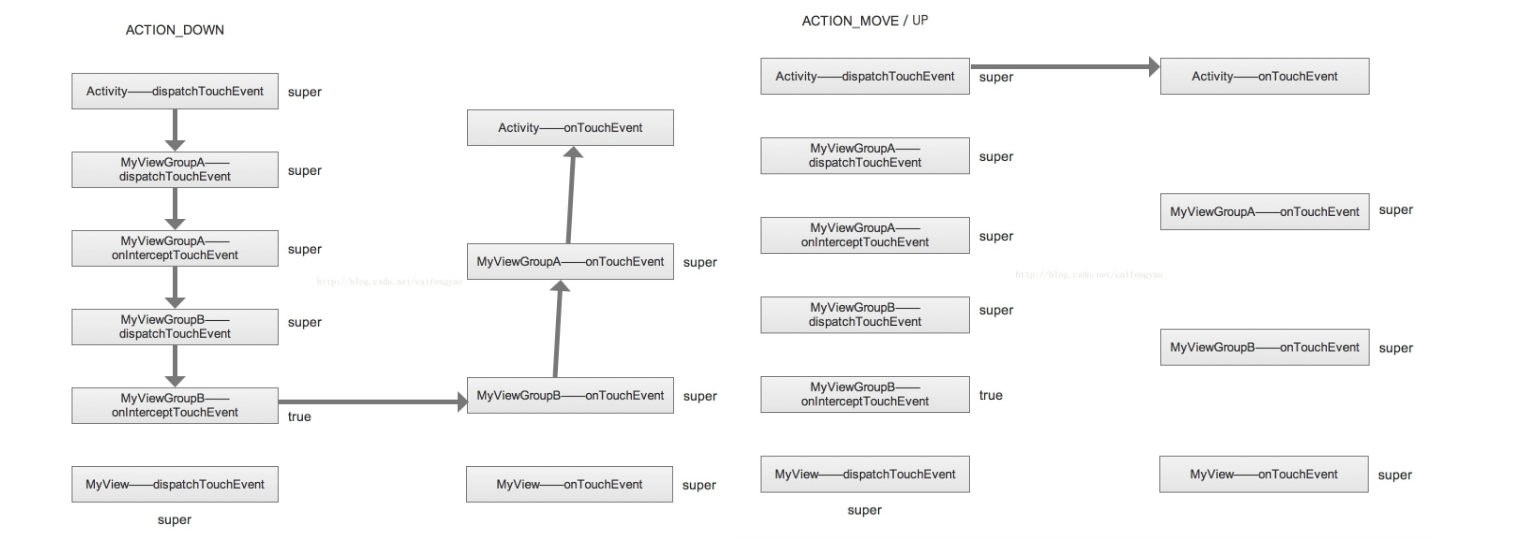 ACTION_DOWN
Activity——dispatchTouchEvent
super
MyViewGroupA——
dispatchTouchEvent
super
MyViewGroupA——
onInterceptTouchEvent
super
MyViewGroupB——
dispatchTouchEvent
super
MyViewGroupB——
onInterceptTouchEvent
true
MyView——dispatchTouchEvent
super
Activity——onTouchEvent
MyViewGroupA——onTouchEvent
super
MyViewGroupB——onTouchEvent
super
MyView——onTouchEvent
super
http://blog.csdn.net/caifengyao
ACTION_MOVE / UP
Activity——dispatchTouchEvent
super
MyViewGroupA——
dispatchTouchEvent
super
MyViewGroupA——
onInterceptTouchEvent
super
MyViewGroupB——
dispatchTouchEvent
super
MyViewGroupB——
onInterceptTouchEvent
true
MyView——dispatchTouchEvent
super
Activity——onTouchEvent
MyViewGroupA——onTouchEvent
super
MyViewGroupB——onTouchEvent
super
MyView——onTouchEvent
super
http://blog.csdn.net/caifengyao